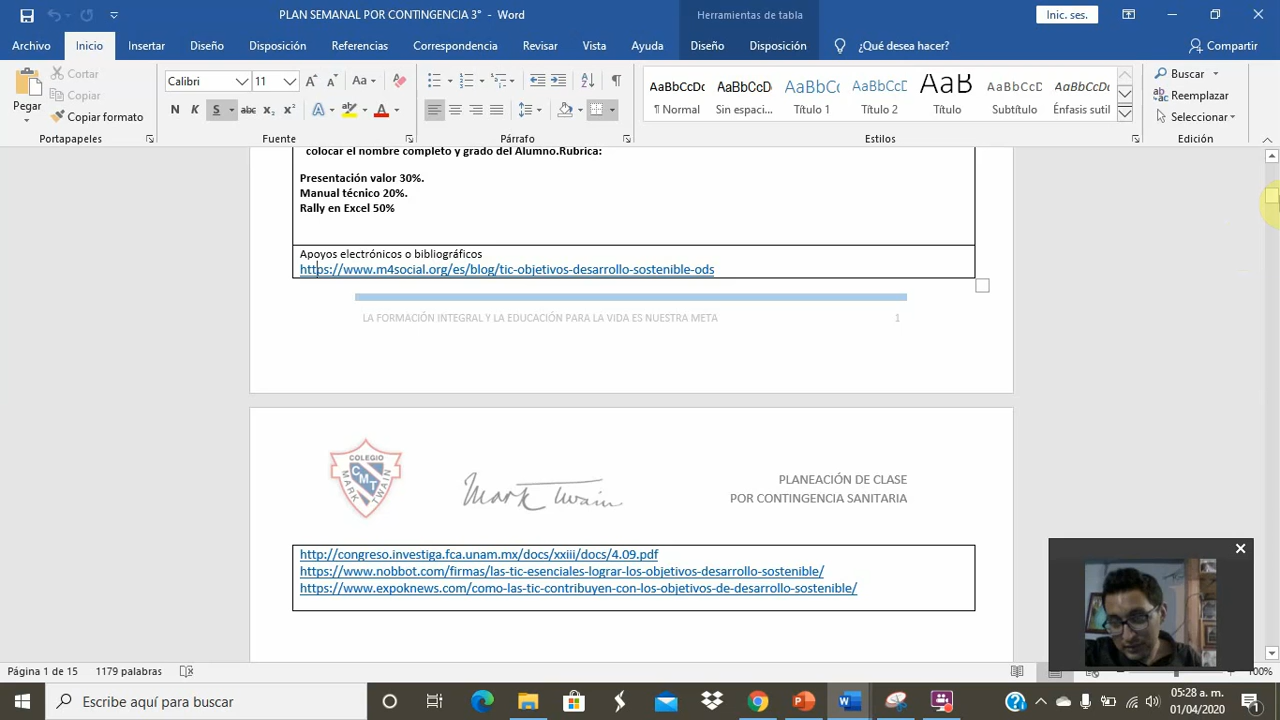 PLAN SEMANAL POR CONTINGENCIA 3° - Word
Herramientas de tabla
Inic. ses.
Archivo Inicio Insertar Diseño Disposición Referencias Correspondencia Revisar Vista Ayuda Diseño Disposición ¿Qué desea hacer? Compartir
Pegar
Cortar
Copiar
Copiar formato
Portapapeles
Calibri 11
N K S abc x₂ x²
Fuente
Párrafo
AaBbCcDc AaBbCcDc AaBbCc AaBbCcD AaB AaBbCcD AaBbCcDc
¶ Normal Sin espaci... Título 1 Título 2 Título Subtítulo Énfasis sutil
Estilos
Buscar
Reemplazar
Seleccionar
Edición
colocar el nombre completo y grado del Alumno.Rubrica:
Presentación valor 30%.
Manual técnico 20%.
Rally en Excel 50%
Apoyos electrónicos o bibliográficos
https://www.m4social.org/es/blog/tic-objetivos-desarrollo-sostenible-ods
LA FORMACIÓN INTEGRAL Y LA EDUCACIÓN PARA LA VIDA ES NUESTRA META 1
COLEGIO
CMT
MARK TWAIN
Mark Twain
PLANEACIÓN DE CLASE
POR CONTINGENCIA SANITARIA
http://congreso.investiga.fca.unam.mx/docs/xxiii/docs/4.09.pdf
https://www.nobbot.com/firmas/las-tic-esenciales-lograr-los-objetivos-desarrollo-sostenible/
https://www.expoknews.com/como-las-tic-contribuyen-con-los-objetivos-de-desarrollo-sostenible/
Página 1 de 15 1179 palabras
100%
Escribe aquí para buscar
05:28 a. m.
01/04/2020